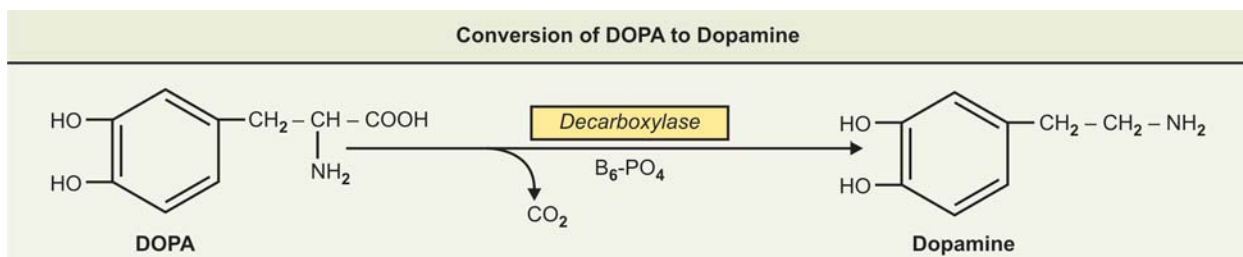 Conversion of DOPA to Dopamine
HO
HO
CH₂ – CH – COOH
NH₂
DOPA
Decarboxylase
B₆-PO₄
CO₂
HO
HO
CH₂ – CH₂ – NH₂
Dopamine